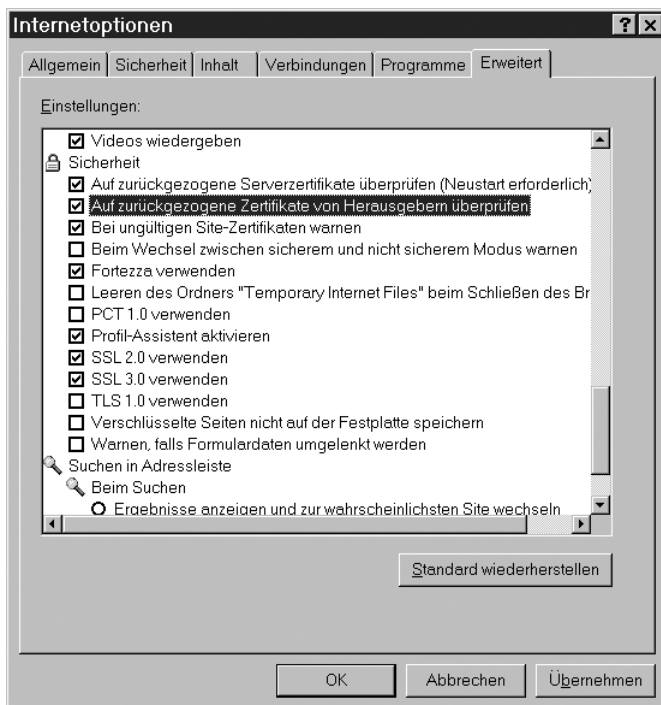 Internetoptionen
Allgemein Sicherheit Inhalt Verbindungen Programme Erweitert
Einstellungen:
Videos wiedergeben
Sicherheit
Auf zurückgezogene Serverzertifikate überprüfen (Neustart erforderlich)
Auf zurückgezogene Zertifikate von Herausgebern überprüfen
Bei ungültigen Site-Zertifikaten warnen
Beim Wechsel zwischen sicherem und nicht sicherem Modus warnen
Fortezza verwenden
Leeren des Ordners "Temporary Internet Files" beim Schließen des Br
PCT 1.0 verwenden
Profil-Assistent aktivieren
SSL 2.0 verwenden
SSL 3.0 verwenden
TLS 1.0 verwenden
Verschlüsselte Seiten nicht auf der Festplatte speichern
Warnen, falls Formulardaten umgelenkt werden
Suchen in Adressleiste
Beim Suchen
Ergebnisse anzeigen und zur wahrscheinlichsten Site wechseln
Standard wiederherstellen
OK Abbrechen Übernehmen